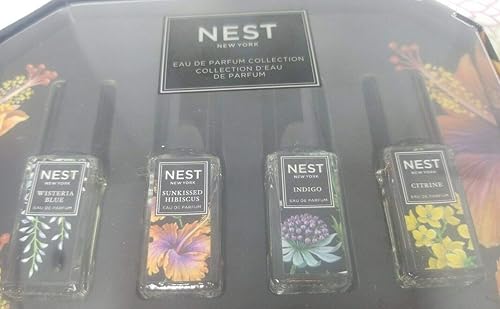 NEST
NEW YORK
EAU DE PARFUM COLLECTION
COLLECTION D'EAU
DE PARFUM
NEST
NEW YORK
WISTERIA
BLUE
EAU DE PARFUM
NEST
NEW YORK
SUNKISSED
HIBISCUS
EAU DE PARFUM
NEST
NEW YORK
INDIGO
EAU DE PARFUM
NEST
NEW YORK
CITRINE
EAU DE PARFUM